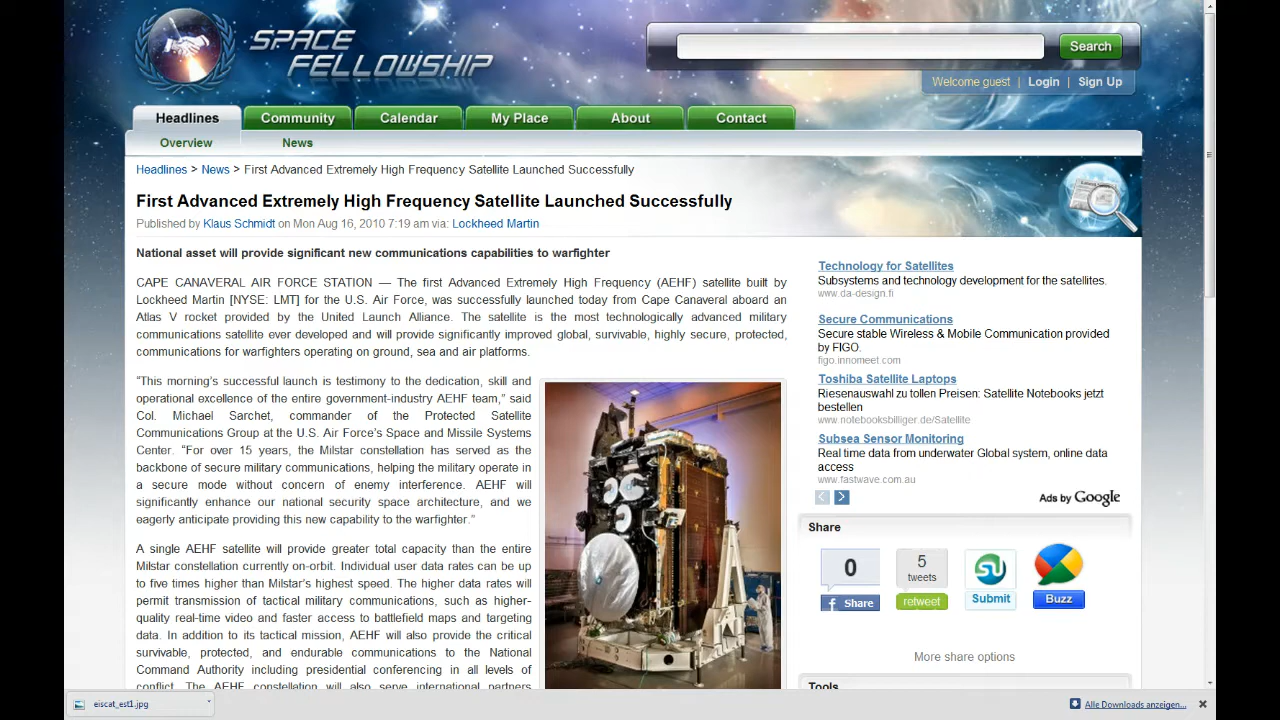 SPACE
FELLOWSHIP
Search
Welcome guest | Login | Sign Up
Headlines Community Calendar My Place About Contact
Overview News
Headlines > News > First Advanced Extremely High Frequency Satellite Launched Successfully
First Advanced Extremely High Frequency Satellite Launched Successfully
Published by Klaus Schmidt on Mon Aug 16, 2010 7:19 am via: Lockheed Martin
National asset will provide significant new communications capabilities to warfighter
CAPE CANAVERAL AIR FORCE STATION — The first Advanced Extremely High Frequency (AEHF) satellite built by
Lockheed Martin [NYSE: LMT] for the U.S. Air Force, was successfully launched today from Cape Canaveral aboard an
Atlas V rocket provided by the United Launch Alliance. The satellite is the most technologically advanced military
communications satellite ever developed and will provide significantly improved global, survivable, highly secure, protected,
communications for warfighters operating on ground, sea and air platforms.
“This morning’s successful launch is testimony to the dedication, skill and
operational excellence of the entire government-industry AEHF team,” said
Col. Michael Sarchet, commander of the Protected Satellite
Communications Group at the U.S. Air Force’s Space and Missile Systems
Center. “For over 15 years, the Milstar constellation has served as the
backbone of secure military communications, helping the military operate in
a secure mode without concern of enemy interference. AEHF will
significantly enhance our national security space architecture, and we
eagerly anticipate providing this new capability to the warfighter.”
A single AEHF satellite will provide greater total capacity than the entire
Milstar constellation currently on-orbit. Individual user data rates can be up
to five times higher than Milstar’s highest speed. The higher data rates will
permit transmission of tactical military communications, such as higher-
quality real-time video and faster access to battlefield maps and targeting
data. In addition to its tactical mission, AEHF will also provide the critical
survivable, protected, and endurable communications to the National
Command Authority including presidential conferencing in all levels of
conflict. The AEHF constellation will also serve international partners
Technology for Satellites
Subsystems and technology development for the satellites.
www.da-design.fi
Secure Communications
Secure stable Wireless & Mobile Communication provided
by FIGO.
figo.innomeet.com
Toshiba Satellite Laptops
Riesenauswahl zu tollen Preisen: Satellite Notebooks jetzt
bestellen
www.notebooksbilliger.de/Satellite
Subsea Sensor Monitoring
Real time data from underwater Global system, online data
access
www.fastwave.com.au
Ads by Google
Share
0 5
tweets
Share retweet Submit Buzz
More share options
Tools
eiscat_est1.jpg
Alle Downloads anzeigen...